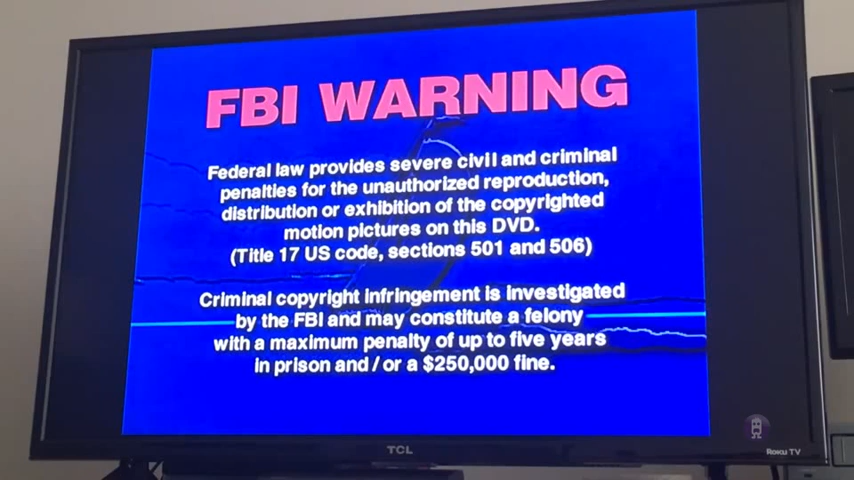 FBI WARNING
Federal law provides severe civil and criminal
penalties for the unauthorized reproduction,
distribution or exhibition of the copyrighted
motion pictures on this DVD.
(Title 17 US code, sections 501 and 506)
Criminal copyright infringement is investigated
by the FBI and may constitute a felony
with a maximum penalty of up to five years
in prison and/or a $250,000 fine.
TCL
Roku TV